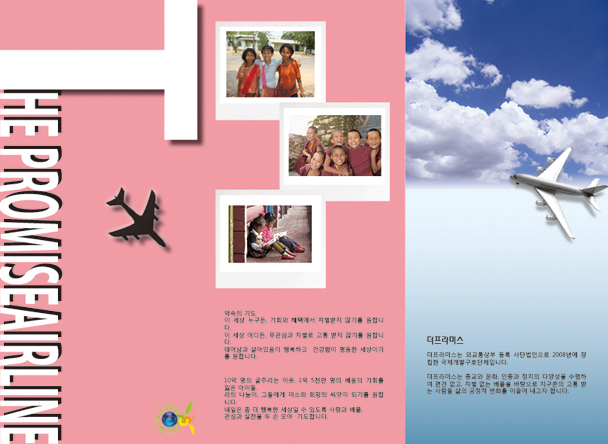 THE PROMISEAIRLINE
약속의 기도
이 세상 누구든, 기회와 혜택에서 차별받지 않기를 원합니
다.
이 세상 어디든, 무관심과 차별로 고통 받지 않기를 원합니
다.
태어남과 살아있음이 행복하고 건강함이 평등한 세상이기
를 원합니다.
10억 명의 굶주리는 이웃, 1억 5천만 명의 배움의 기회를
잃은 아이들,
리의 나눔이, 그들에게 미소와 희망의 씨앗이 되기를 원합
니다.
내일은 좀 더 행복한 세상일 수 있도록 사랑과 배품,
관심과 실천을 두 손 모아 기도합니다.
더프라미스
더프라미스는 외교통상부 등록 사단법인으로 2008년에 창
립한 국제개발구호단체입니다.
더프라미스는 종교와 문화, 인종과 정치의 다양성을 수용하
여 편견 없고, 차별 없는 배품을 바탕으로 지구촌의 고통 받
는 사람들 삶의 긍정적 변화를 이끌어 내고자 합니다.